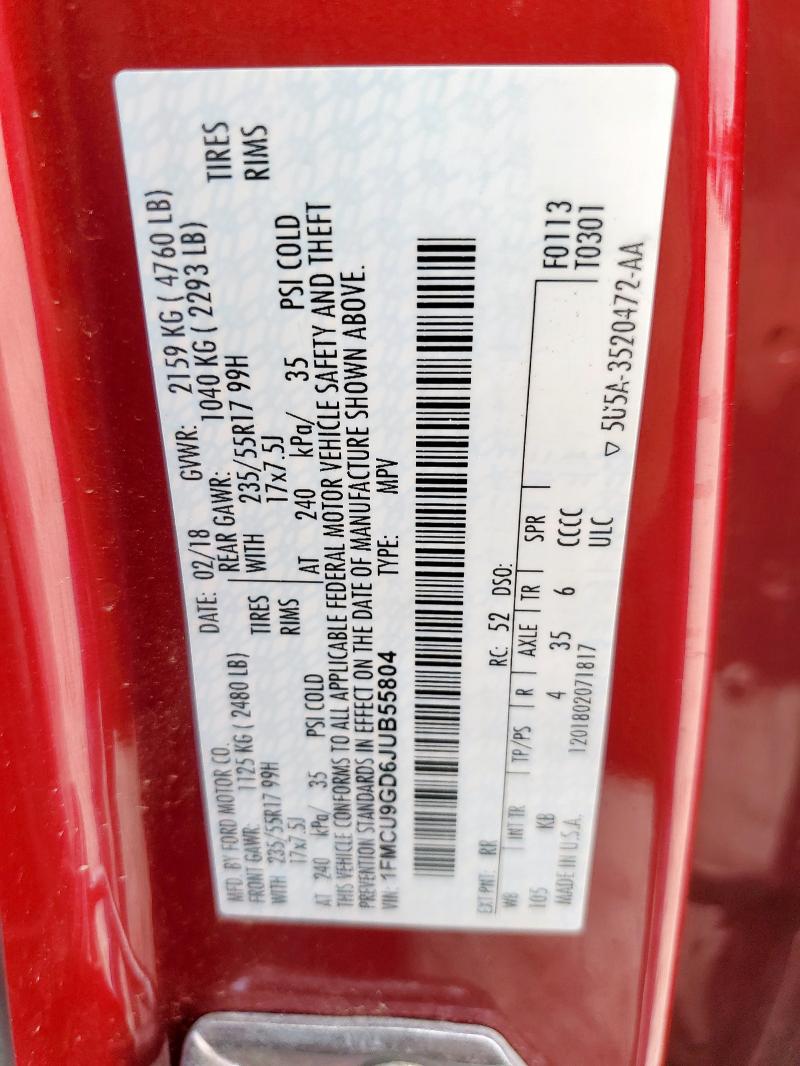 MFD. BY FORD MOTOR CO.
DATE: 02/18 GVWR: 2159 KG ( 4760 LB)
FRONT GAWR: 1125 KG ( 2480 LB)
REAR GAWR: 1040 KG ( 2293 LB)
WITH 235/55R17 99H TIRES
WITH 235/55R17 99H TIRES
17x7.5J RIMS
17x7.5J RIMS
AT 240 kPa/ 35 PSI COLD
AT 240 kPa/ 35 PSI COLD
THIS VEHICLE CONFORMS TO ALL APPLICABLE FEDERAL MOTOR VEHICLE SAFETY AND THEFT
PREVENTION STANDARDS IN EFFECT ON THE DATE OF MANUFACTURE SHOWN ABOVE.
VIN: 1FMCU9GD6JUB55804 TYPE: MPV
EXT PNT: RR RC: 52 DSO: F0113
WB INT TR TP/PS R AXLE TR SPR T0301
105 KB 4 35 6 CCCC
MADE IN U.S.A. 1201802071817 ULC
▽ 5U5A-3520472-AA